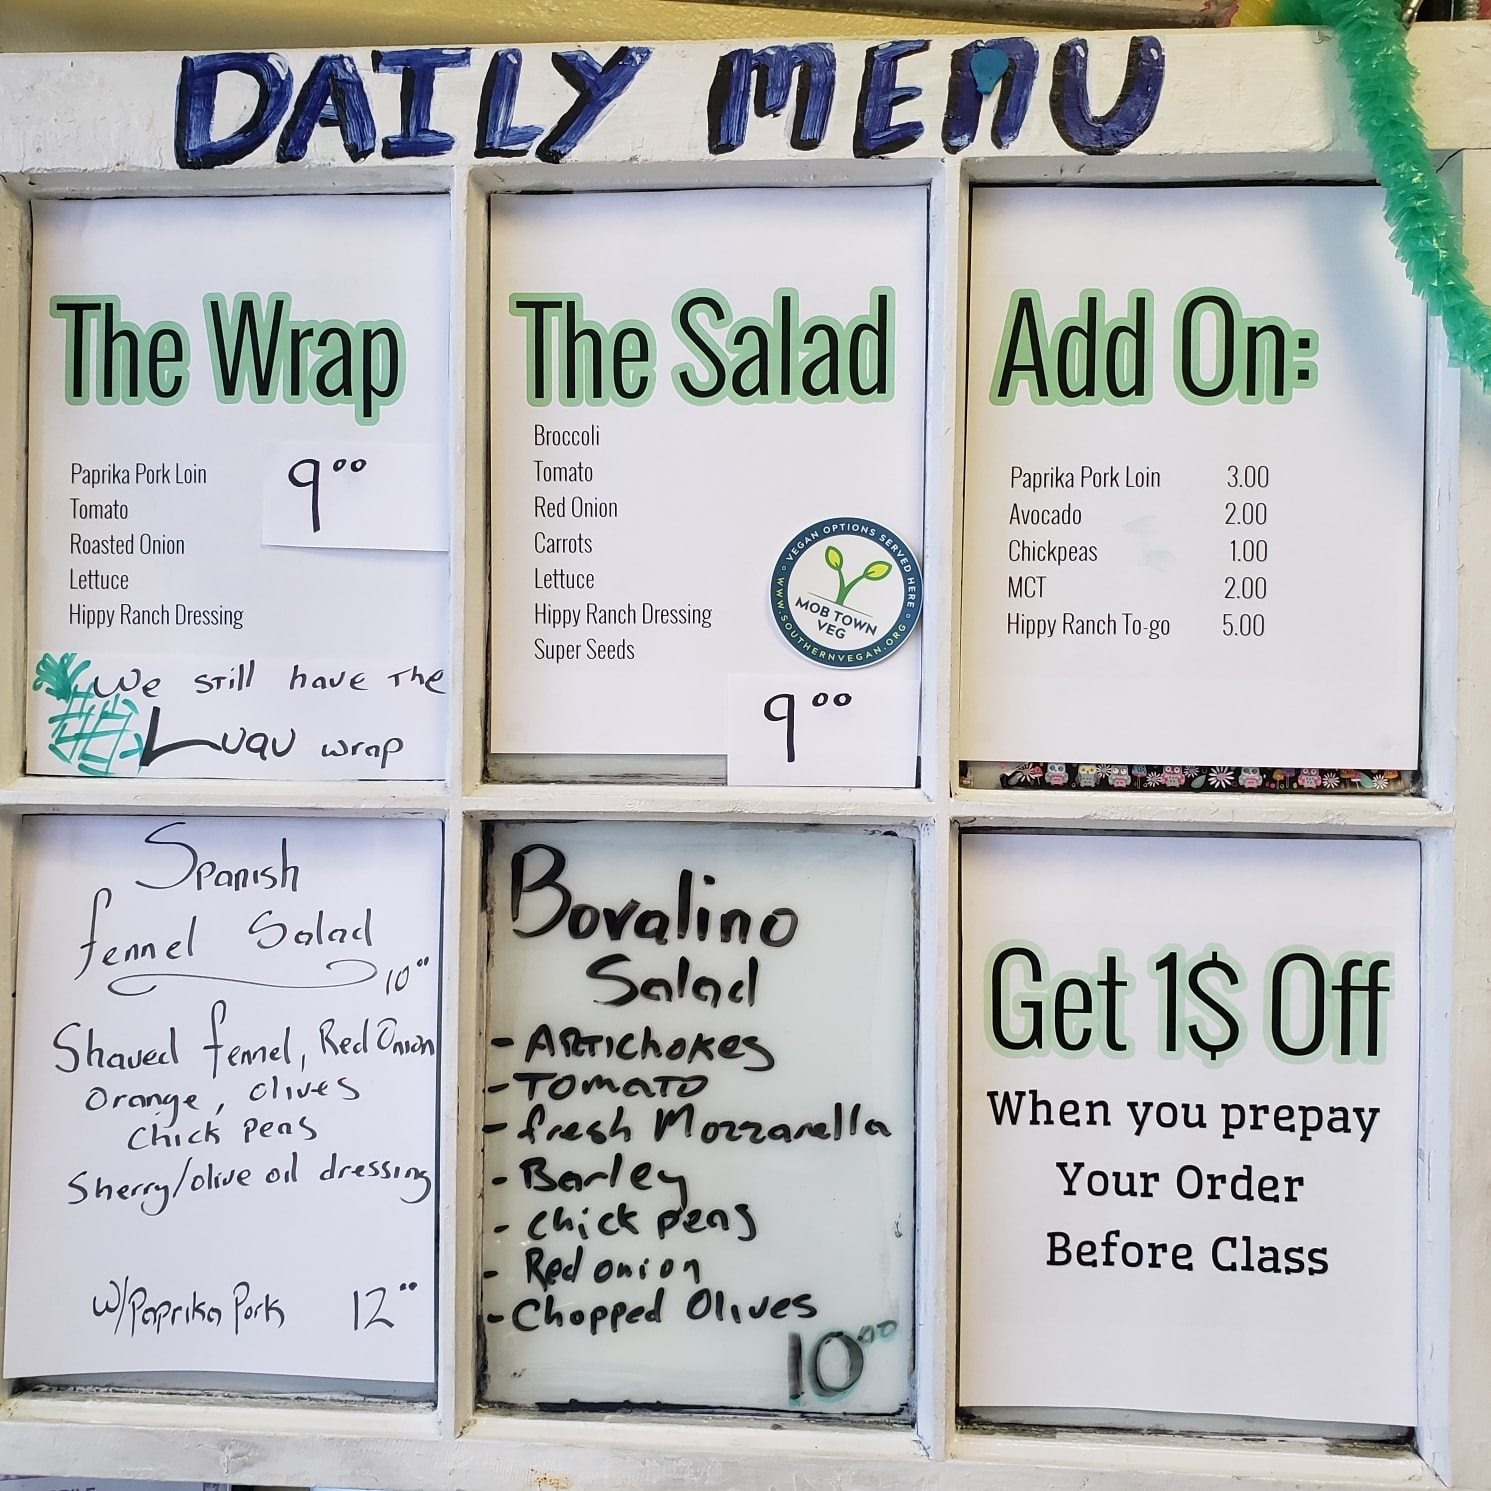 DAILY MENU
The Wrap
Paprika Pork Loin
9⁰⁰
Tomato
Roasted Onion
Lettuce
Hippy Ranch Dressing
We still have the
Luau wrap
The Salad
Broccoli
Tomato
Red Onion
Carrots
Lettuce
Hippy Ranch Dressing
Super Seeds
VEGAN OPTIONS SERVED HERE
MOB TOWN
VEG
WWW.SOUTHERNVEGAN.ORG
9⁰⁰
Add On:
Paprika Pork Loin 3.00
Avocado 2.00
Chickpeas 1.00
MCT 2.00
Hippy Ranch To-go 5.00
Spanish
fennel Salad
10⁰⁰
Shaved fennel, Red Onion
Orange, olives
Chick peas
Sherry/olive oil dressing
w/Paprika Pork 12⁰⁰
Bovalino
Salad
- ARTICHOKES
- TOMATO
- fresh Mozzarella
- Barley
- chick peas
- Red onion
- Chopped Olives
10⁰⁰
Get 1$ Off
When you prepay
Your Order
Before Class